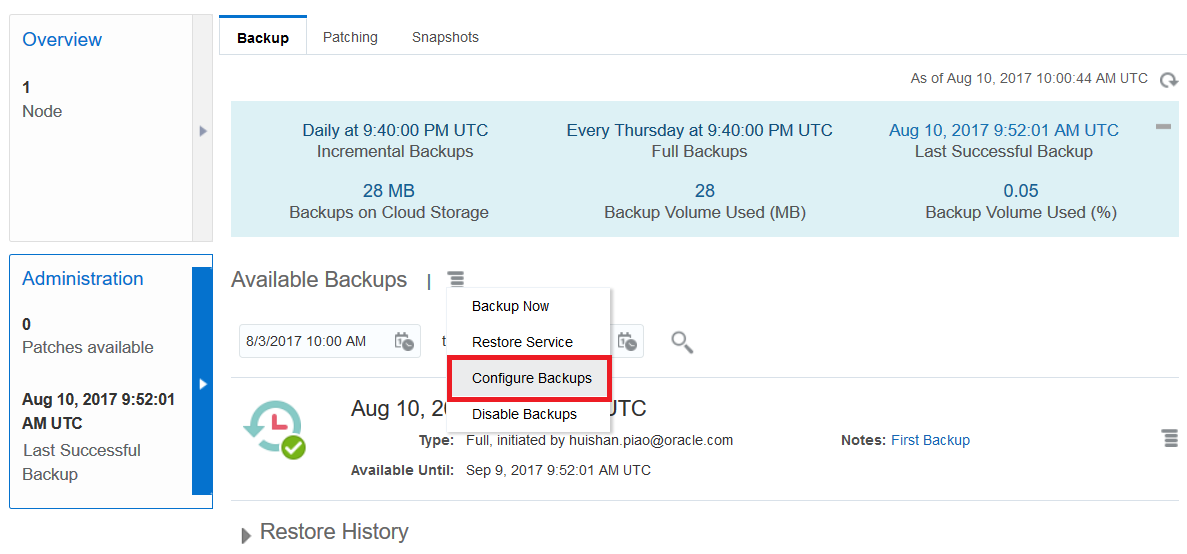 Overview
1
Node
Administration
0
Patches available
Aug 10, 2017 9:52:01
AM UTC
Last Successful
Backup
Backup
Patching
Snapshots
As of Aug 10, 2017 10:00:44 AM UTC
Daily at 9:40:00 PM UTC
Incremental Backups
Every Thursday at 9:40:00 PM UTC
Full Backups
Aug 10, 2017 9:52:01 AM UTC
Last Successful Backup
28 MB
Backups on Cloud Storage
28
Backup Volume Used (MB)
0.05
Backup Volume Used (%)
Available Backups |
Backup Now
Restore Service
Configure Backups
Disable Backups
8/3/2017 10:00 AM
Aug 10, UTC
Type: Full, initiated by huishan.piao@oracle.com
Notes: First Backup
Available Until: Sep 9, 2017 9:52:01 AM UTC
Restore History